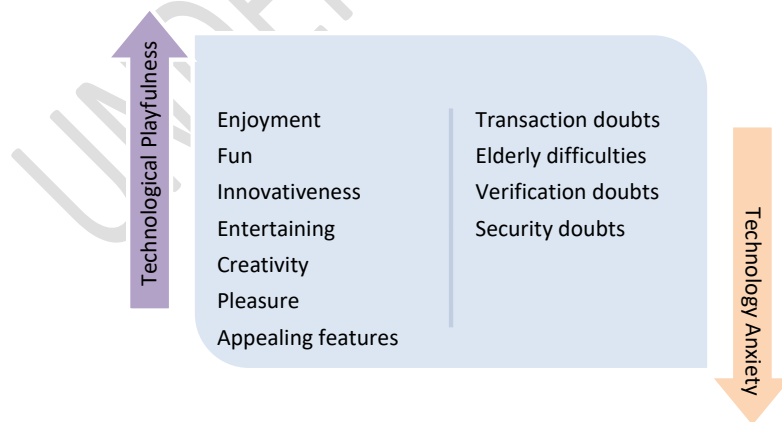 Technological Playfulness
Enjoyment
Fun
Innovativeness
Entertaining
Creativity
Pleasure
Appealing features
Transaction doubts
Elderly difficulties
Verification doubts
Security doubts
Technology Anxiety